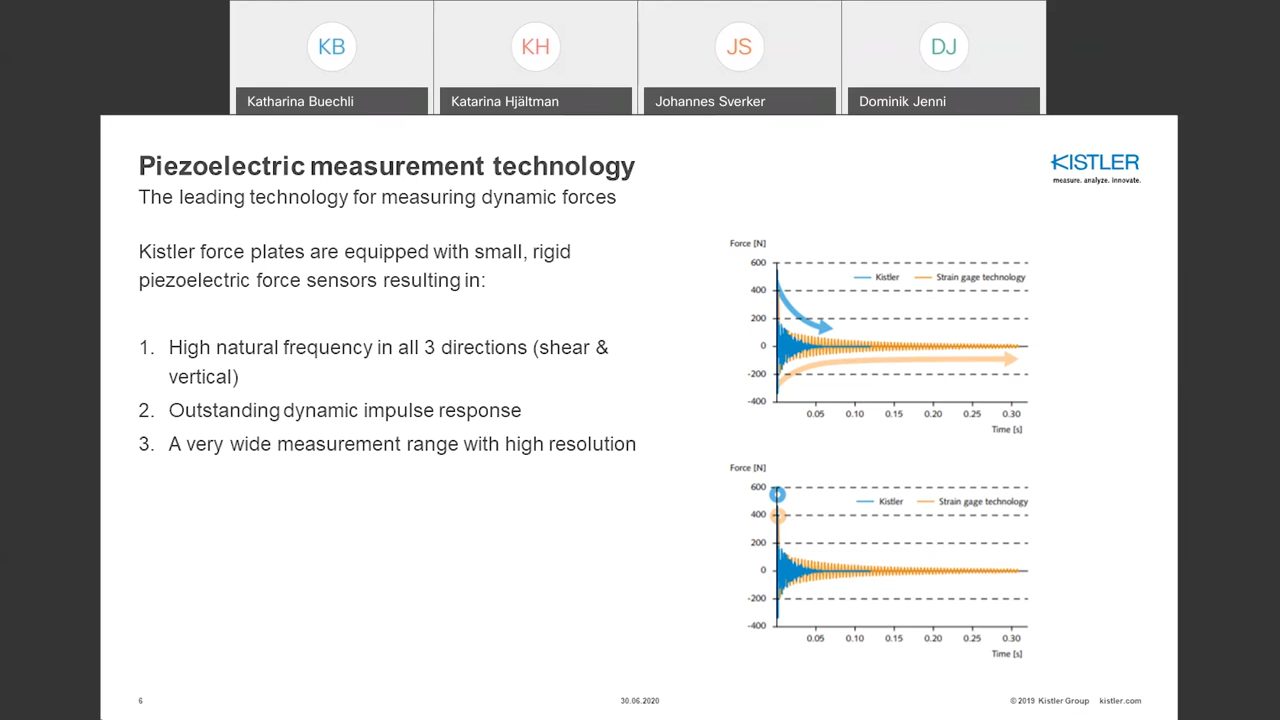 KB
KH
JS
DJ
Katharina Buechli
Katarina Hjältman
Johannes Sverker
Dominik Jenni
Piezoelectric measurement technology
The leading technology for measuring dynamic forces
KISTLER
measure. analyze. innovate.
Kistler force plates are equipped with small, rigid
piezoelectric force sensors resulting in:
1. High natural frequency in all 3 directions (shear &
vertical)
2. Outstanding dynamic impulse response
3. A very wide measurement range with high resolution
Force [N]
600
Kistler
Strain gage technology
400
200
0
-200
-400
0.05 0.10 0.15 0.20 0.25 0.30
Time [s]
Force [N]
600
Kistler
Strain gage technology
400
200
0
-200
-400
0.05 0.10 0.15 0.20 0.25 0.30
Time [s]
6
30.06.2020
© 2019 Kistler Group kistler.com